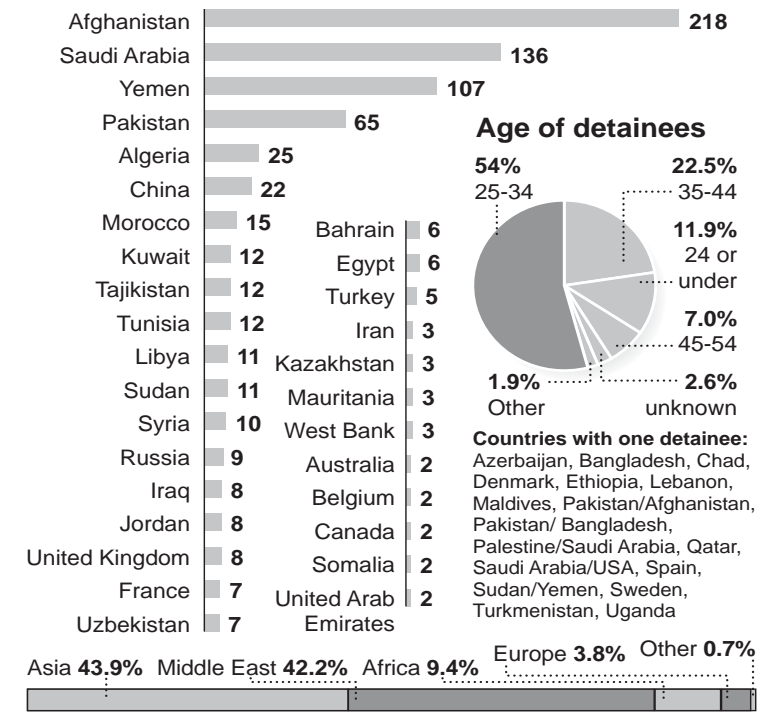 Afghanistan 218
Saudi Arabia 136
Yemen 107
Pakistan 65
Algeria 25
China 22
Morocco 15
Kuwait 12
Tajikistan 12
Tunisia 12
Libya 11
Sudan 11
Syria 10
Russia 9
Iraq 8
Jordan 8
United Kingdom 8
France 7
Uzbekistan 7
Bahrain 6
Egypt 6
Turkey 5
Iran 3
Kazakhstan 3
Mauritania 3
West Bank 3
Australia 2
Belgium 2
Canada 2
Somalia 2
United Arab 2
Emirates
Age of detainees
54%
25-34
22.5%
35-44
11.9%
24 or
under
7.0%
45-54
2.6%
unknown
1.9%
Other
Countries with one detainee:
Azerbaijan, Bangladesh, Chad,
Denmark, Ethiopia, Lebanon,
Maldives, Pakistan/Afghanistan,
Pakistan/ Bangladesh,
Palestine/Saudi Arabia, Qatar,
Saudi Arabia/USA, Spain,
Sudan/Yemen, Sweden,
Turkmenistan, Uganda
Asia 43.9% Middle East 42.2% Africa 9.4% Europe 3.8% Other 0.7%